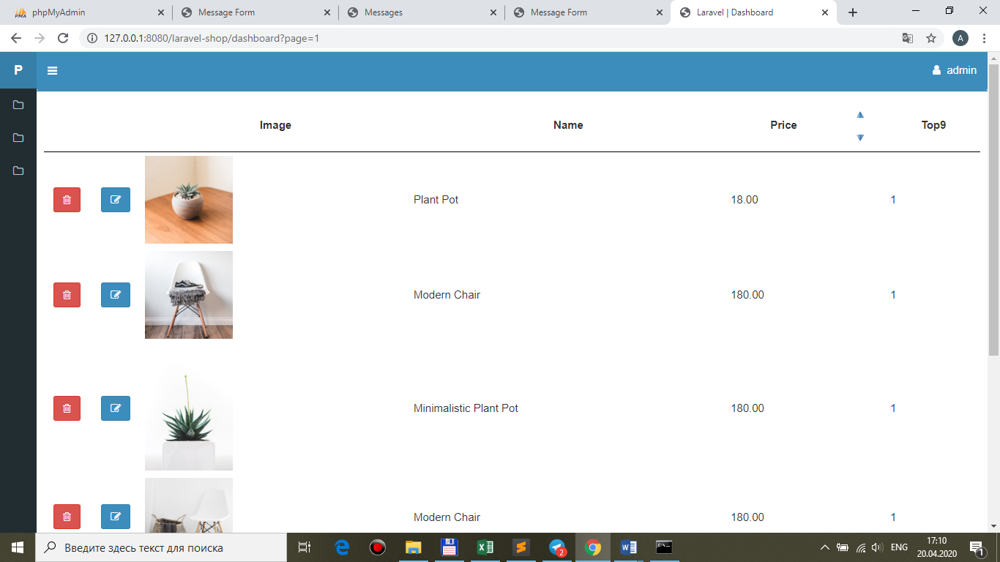 phpMyAdmin
Message Form
Messages
Message Form
Laravel | Dashboard
127.0.0.1:8080/laravel-shop/dashboard?page=1
A
P
admin
Image Name Price Top9
Plant Pot 18.00 1
Modern Chair 180.00 1
Minimalistic Plant Pot 180.00 1
Modern Chair 180.00 1
Введите здесь текст для поиска
2
ENG
17:10
20.04.2020
1